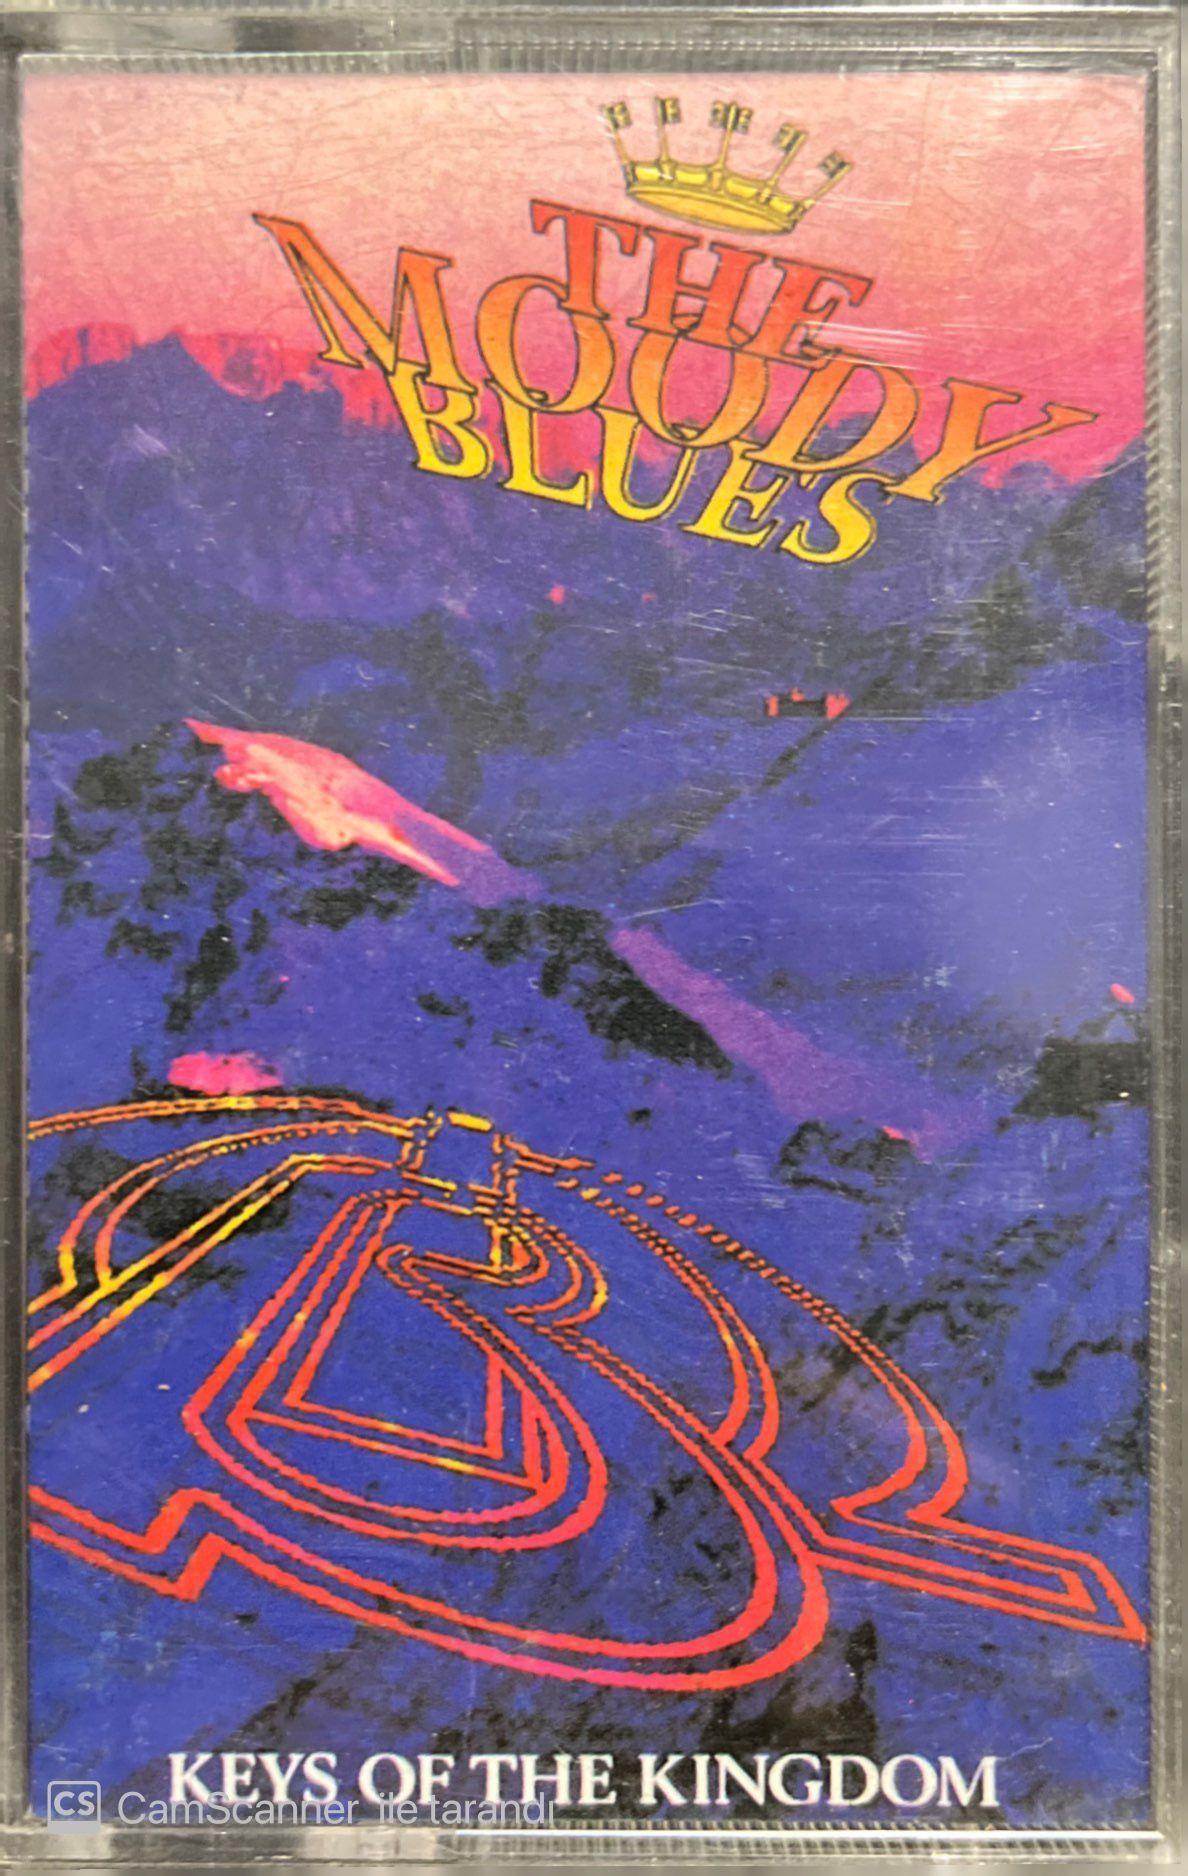 THE
MOODY
BLUES
KEYS OF THE KINGDOM
CS CamScanner ile tarandı